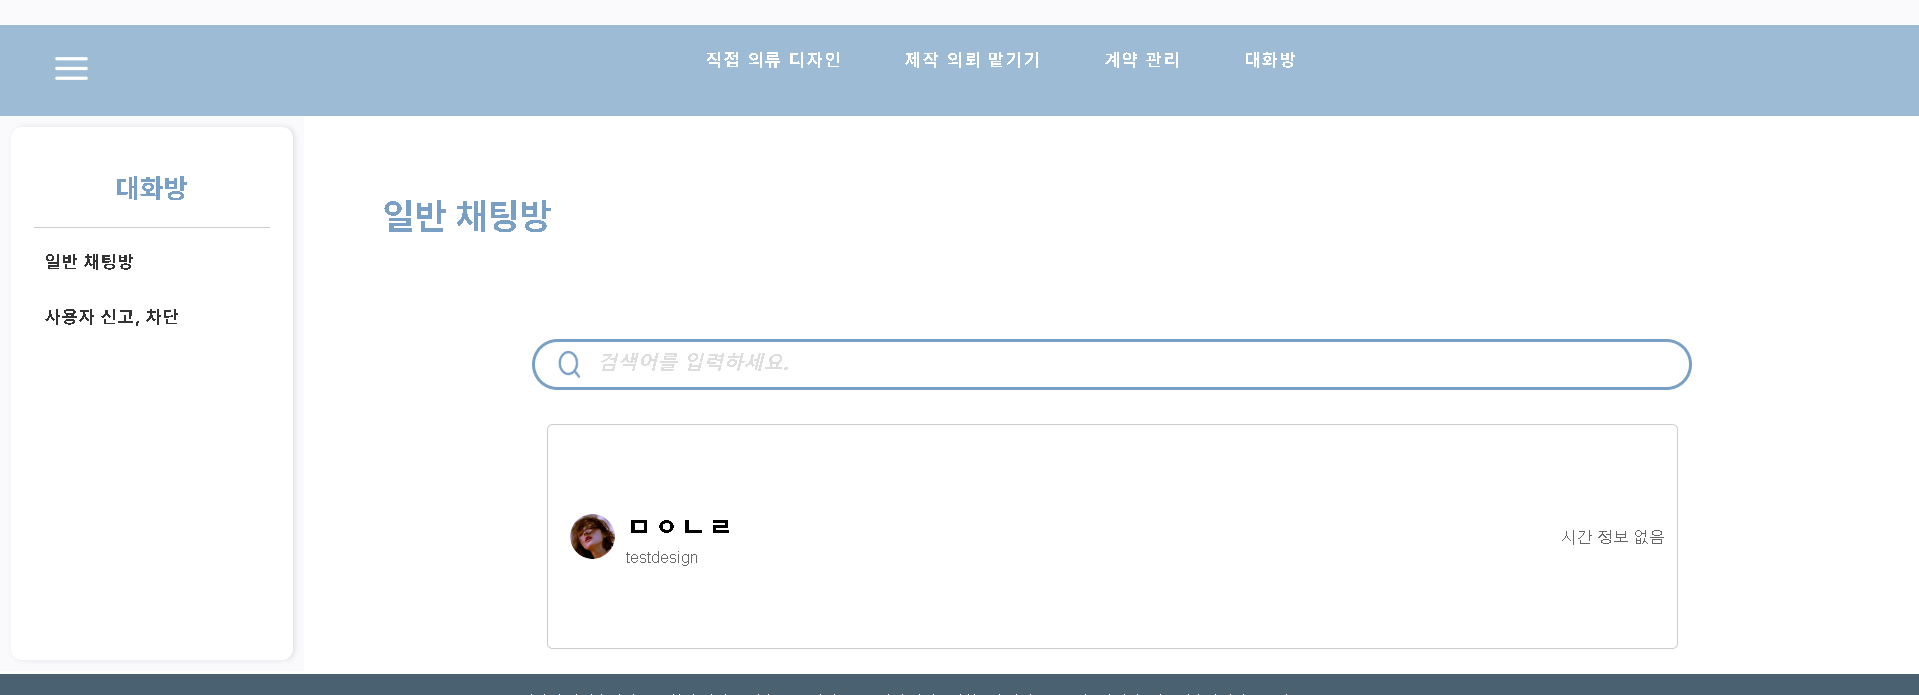 직접 의류 디자인 제작 의뢰 맡기기 계약 관리 대화방
대화방
일반 채팅방
사용자 신고, 차단
일반 채팅방
검색어를 입력하세요.
ㅁㅇㄴㄹ
testdesign
시간 정보 없음